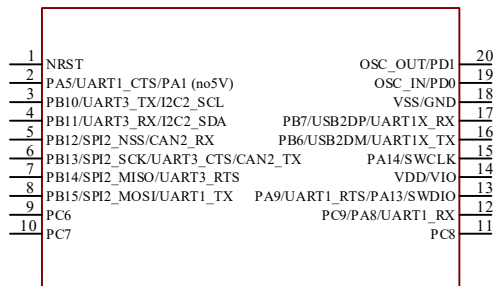 1 NRST
2 PA5/UART1_CTS/PA1 (no5V)
3 PB10/UART3_TX/I2C2_SCL
4 PB11/UART3_RX/I2C2_SDA
5 PB12/SPI2_NSS/CAN2_RX
6 PB13/SPI2_SCK/UART3_CTS/CAN2_TX
7 PB14/SPI2_MISO/UART3_RTS
8 PB15/SPI2_MOSI/UART1_TX
9 PC6
10 PC7
OSC_OUT/PD1 20
OSC_IN/PD0 19
VSS/GND 18
PB7/USB2DP/UART1X_RX 17
PB6/USB2DM/UART1X_TX 16
PA14/SWCLK 15
VDD/VIO 14
PA9/UART1_RTS/PA13/SWDIO 13
PC9/PA8/UART1_RX 12
PC8 11